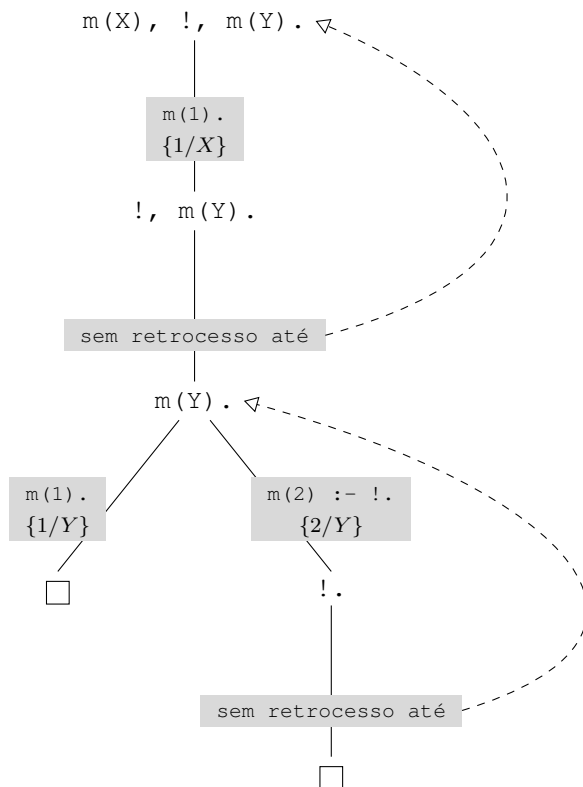 m(X), !, m(Y).
m(1).
{1/X}
!, m(Y).
sem retrocesso até
m(Y).
m(1).
{1/Y}
m(2) :- !.
{2/Y}
!.
sem retrocesso até